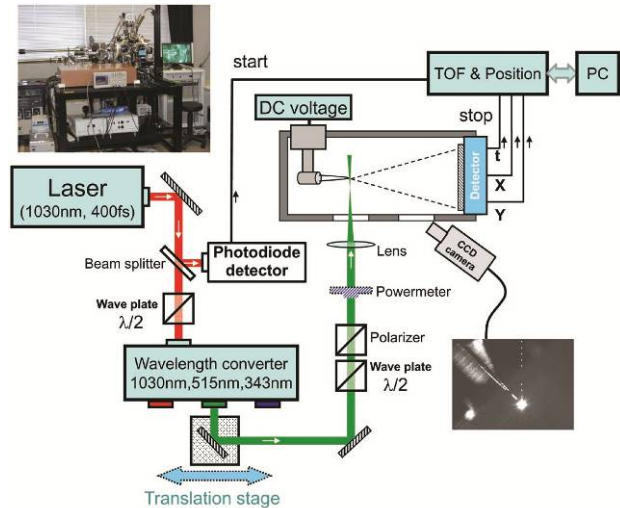 start
TOF & Position
PC
DC voltage
stop
t
X
Y
Detector
Laser
(1030nm, 400fs)
Beam splitter
Photodiode
detector
Lens
CCD
camera
Wave plate
λ/2
Powermeter
Polarizer
Wavelength converter
1030nm,515nm,343nm
Wave plate
λ/2
Translation stage